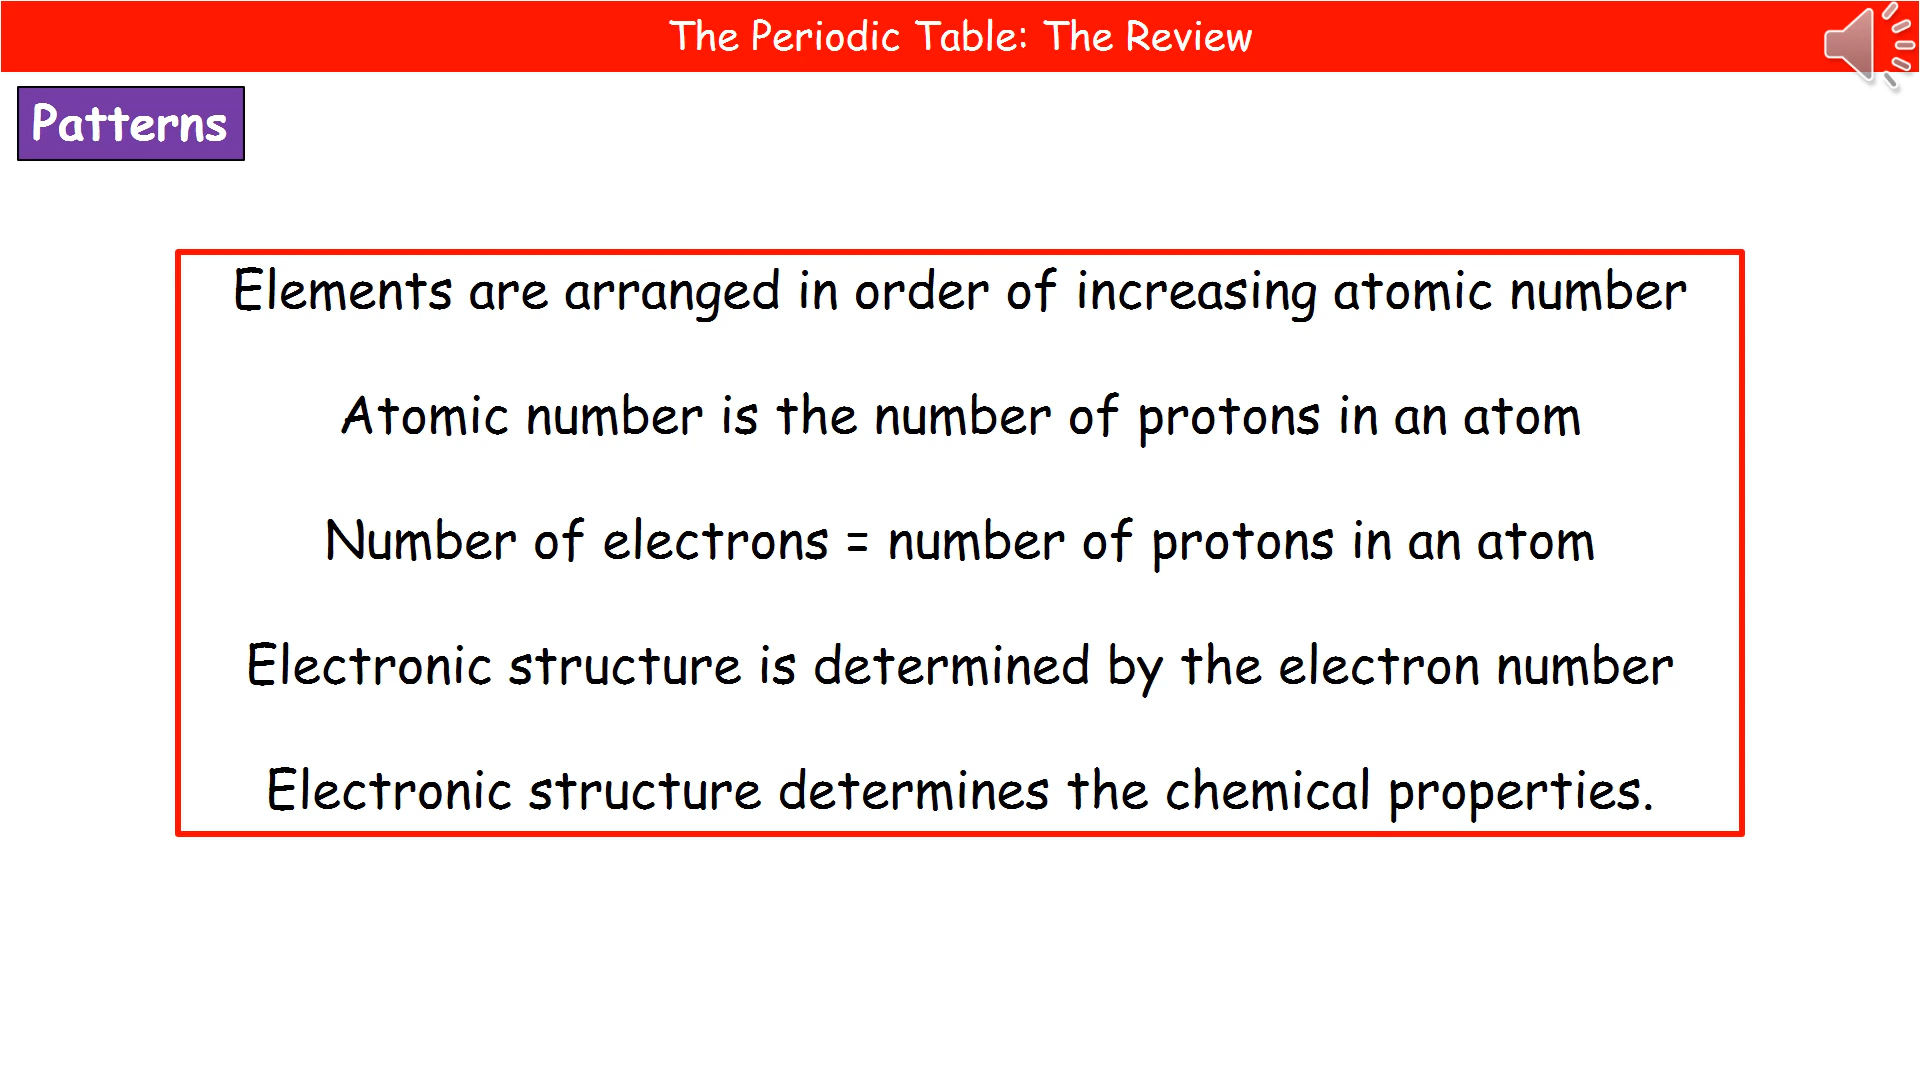 The Periodic Table: The Review
Patterns
Elements are arranged in order of increasing atomic number
Atomic number is the number of protons in an atom
Number of electrons = number of protons in an atom
Electronic structure is determined by the electron number
Electronic structure determines the chemical properties.